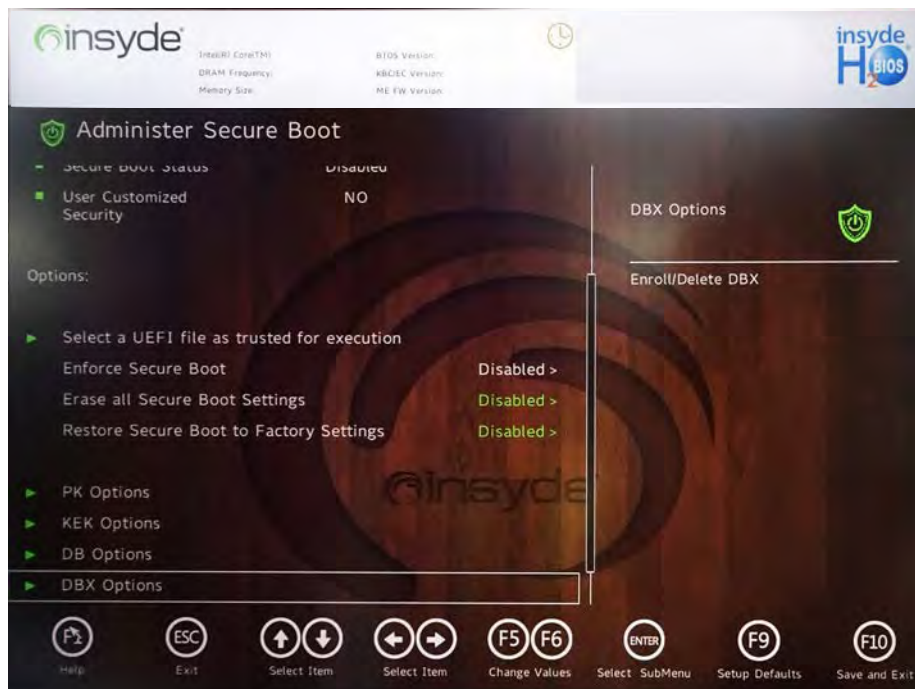 insyde
insyde
H2O BIOS
Intel(R) Core(TM)
BIOS Version:
DRAM Frequency:
KBC/EC Version:
Memory Size:
ME FW Version:
Administer Secure Boot
Secure Boot Status Disabled
User Customized NO
Security
Options:
Select a UEFI file as trusted for execution
Enforce Secure Boot Disabled >
Erase all Secure Boot Settings Disabled >
Restore Secure Boot to Factory Settings Disabled >
insyde
PK Options
KEK Options
DB Options
DBX Options
DBX Options
Enroll/Delete DBX
F1
Help
ESC
Exit
Select Item
Select Item
F5 F6
Change Values
ENTER
Select SubMenu
F9
Setup Defaults
F10
Save and Exit